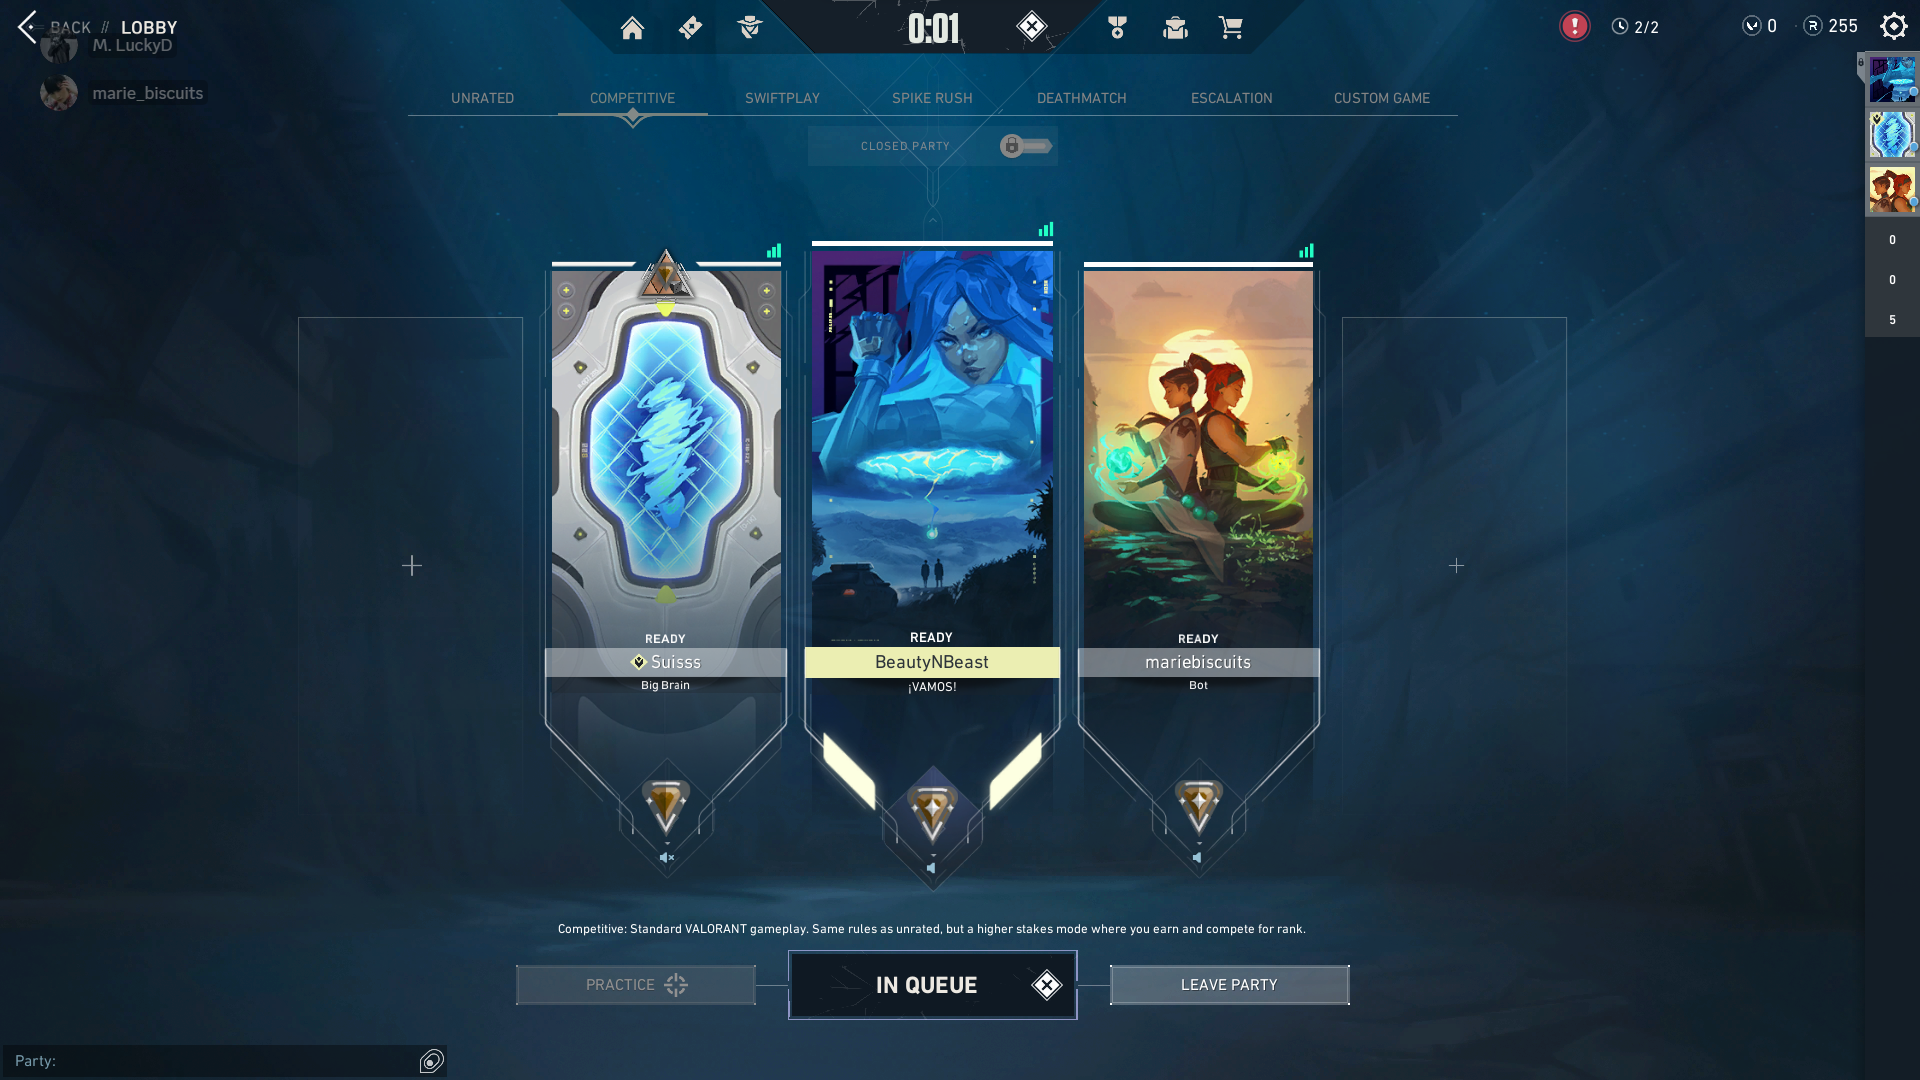 BACK // LOBBY
0:01
2/2
0
255
M. LuckyD
marie_biscuits
UNRATED
COMPETITIVE
SWIFTPLAY
SPIKE RUSH
DEATHMATCH
ESCALATION
CUSTOM GAME
CLOSED PARTY
0
0
5
READY
Suisss
Big Brain
READY
BeautyNBeast
¡VAMOS!
READY
mariebiscuits
Bot
Competitive: Standard VALORANT gameplay. Same rules as unrated, but a higher stakes mode where you earn and compete for rank.
PRACTICE
IN QUEUE
LEAVE PARTY
Party: